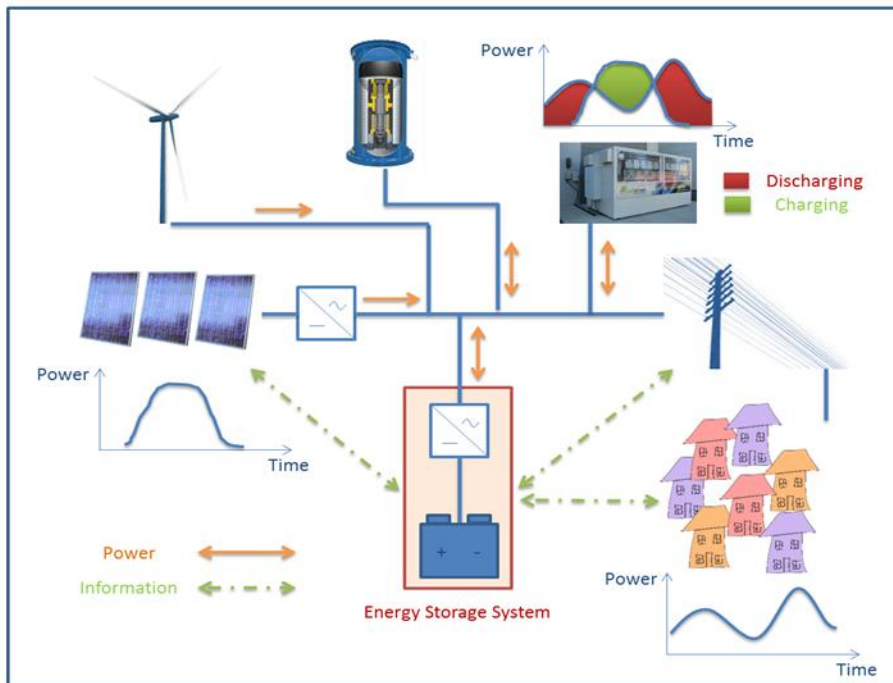 Power
Time
Discharging
Charging
Power
Time
Power
Information
+ -
Energy Storage System
Power
Time